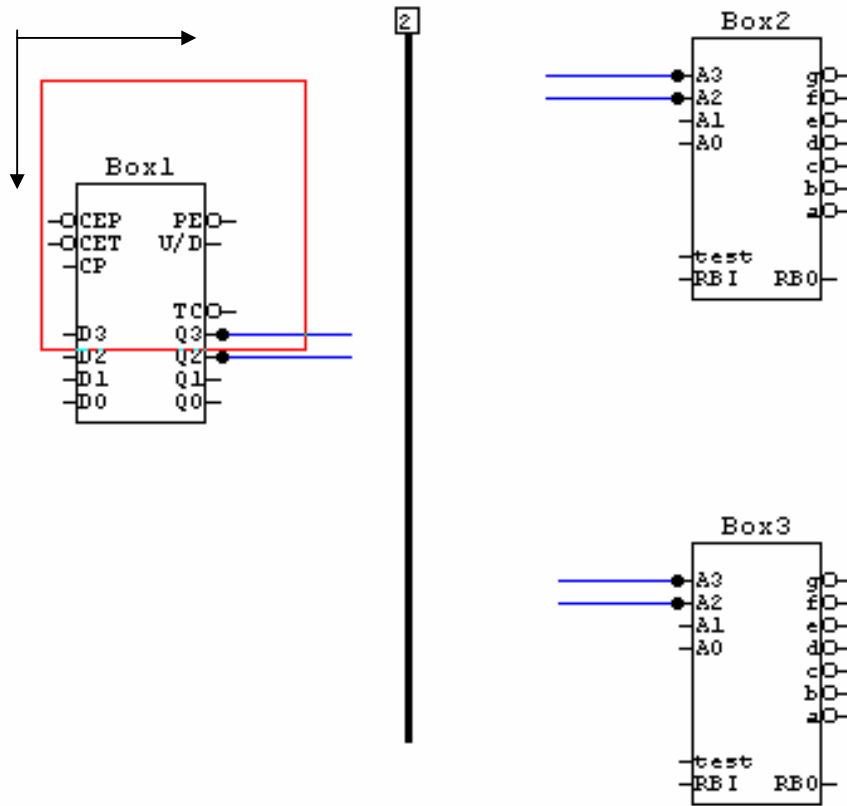 2
Box1
CEP PE
CET U/D
CP
TC
D3 Q3
D2 Q2
D1 Q1
D0 Q0
Box2
A3 g
A2 f
A1 e
A0 d
c
b
a
test
RBI RBO
Box3
A3 g
A2 f
A1 e
A0 d
c
b
a
test
RBI RBO